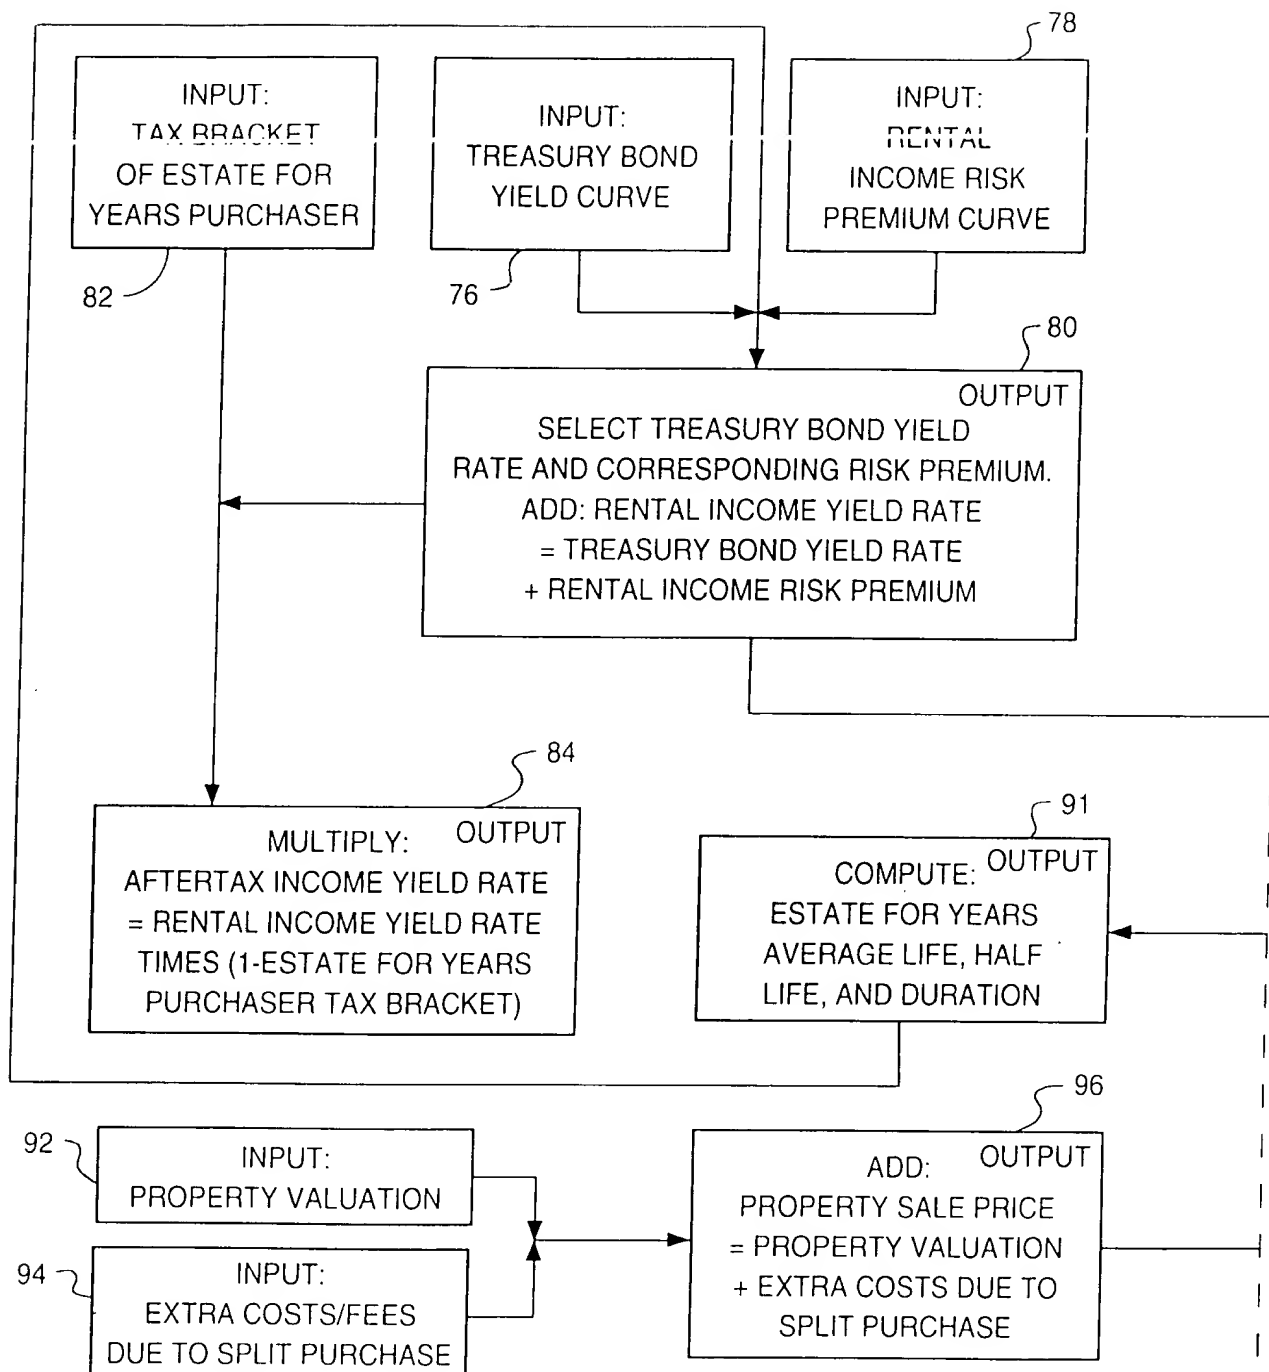 78
INPUT:
TAX BRACKET
OF ESTATE FOR
YEARS PURCHASER
INPUT:
TREASURY BOND
YIELD CURVE
INPUT:
RENTAL
INCOME RISK
PREMIUM CURVE
82
76
80
OUTPUT
SELECT TREASURY BOND YIELD
RATE AND CORRESPONDING RISK PREMIUM.
ADD: RENTAL INCOME YIELD RATE
= TREASURY BOND YIELD RATE
+ RENTAL INCOME RISK PREMIUM
84
OUTPUT
MULTIPLY:
AFTERTAX INCOME YIELD RATE
= RENTAL INCOME YIELD RATE
TIMES (1-ESTATE FOR YEARS
PURCHASER TAX BRACKET)
91
OUTPUT
COMPUTE:
ESTATE FOR YEARS
AVERAGE LIFE, HALF
LIFE, AND DURATION
92
INPUT:
PROPERTY VALUATION
94
INPUT:
EXTRA COSTS/FEES
DUE TO SPLIT PURCHASE
96
OUTPUT
ADD:
PROPERTY SALE PRICE
= PROPERTY VALUATION
+ EXTRA COSTS DUE TO
SPLIT PURCHASE